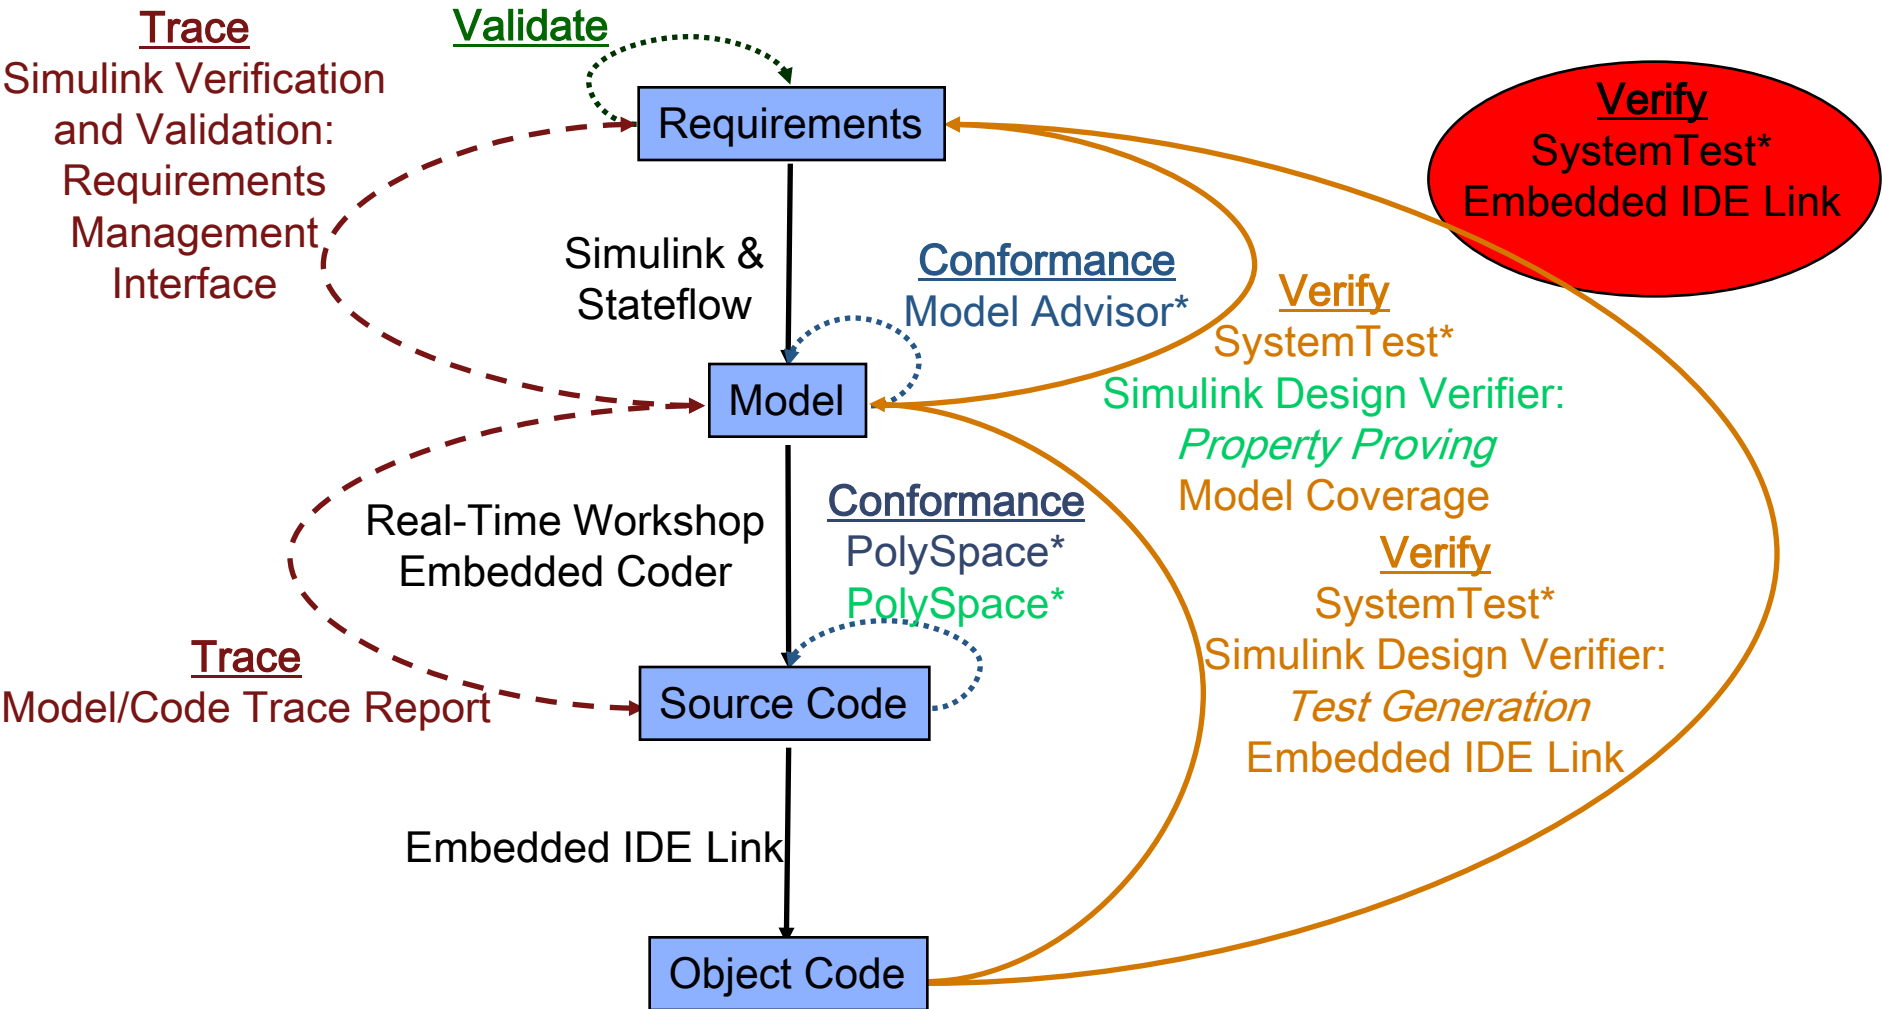 Trace
Simulink Verification
and Validation:
Requirements
Management
Interface
Validate
Requirements
Verify
SystemTest*
Embedded IDE Link
Simulink &
Stateflow
Conformance
Model Advisor*
Verify
SystemTest*
Simulink Design Verifier:
Property Proving
Model Coverage
Model
Real-Time Workshop
Embedded Coder
Conformance
PolySpace*
PolySpace*
Verify
SystemTest*
Simulink Design Verifier:
Test Generation
Embedded IDE Link
Trace
Model/Code Trace Report
Source Code
Embedded IDE Link
Object Code